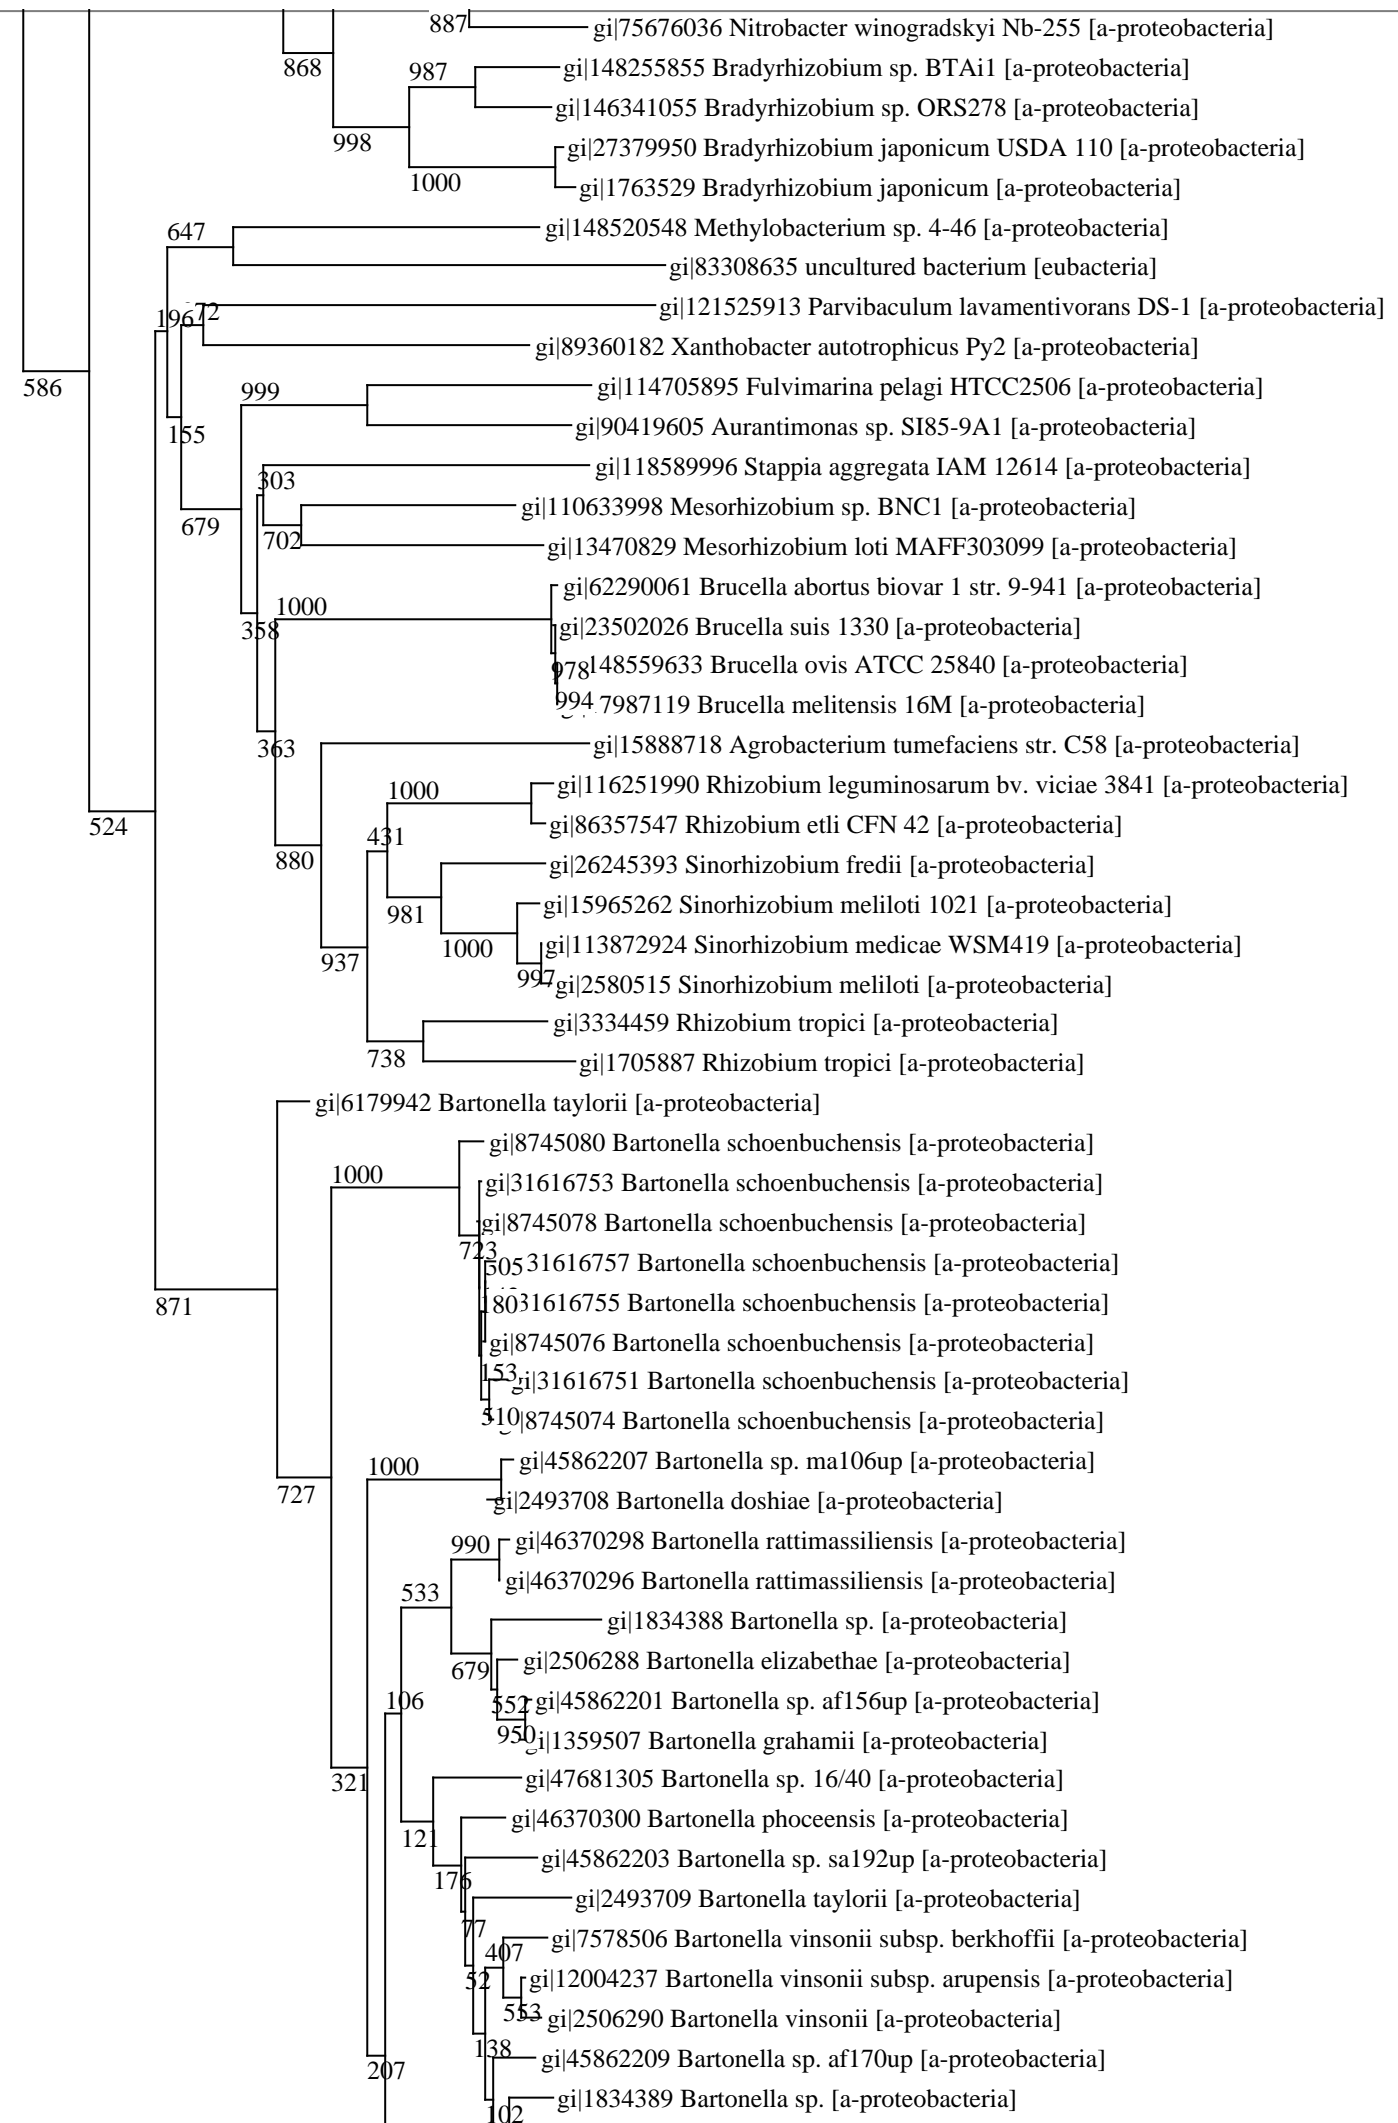 887 gi|75676036 Nitrobacter winogradskyi Nb-255 [a-proteobacteria]
868
987 gi|148255855 Bradyrhizobium sp. BTAi1 [a-proteobacteria]
gi|146341055 Bradyrhizobium sp. ORS278 [a-proteobacteria]
998
gi|27379950 Bradyrhizobium japonicum USDA 110 [a-proteobacteria]
1000 gi|1763529 Bradyrhizobium japonicum [a-proteobacteria]
647 gi|148520548 Methylobacterium sp. 4-46 [a-proteobacteria]
gi|83308635 uncultured bacterium [eubacteria]
196 72 gi|121525913 Parvibaculum lavamentivorans DS-1 [a-proteobacteria]
gi|89360182 Xanthobacter autotrophicus Py2 [a-proteobacteria]
586 999 gi|114705895 Fulvimarina pelagi HTCC2506 [a-proteobacteria]
155 gi|90419605 Aurantimonas sp. SI85-9A1 [a-proteobacteria]
303 gi|118589996 Stappia aggregata IAM 12614 [a-proteobacteria]
679 gi|110633998 Mesorhizobium sp. BNC1 [a-proteobacteria]
702 gi|13470829 Mesorhizobium loti MAFF303099 [a-proteobacteria]
gi|62290061 Brucella abortus biovar 1 str. 9-941 [a-proteobacteria]
1000
358 gi|23502026 Brucella suis 1330 [a-proteobacteria]
978 148559633 Brucella ovis ATCC 25840 [a-proteobacteria]
994 7987119 Brucella melitensis 16M [a-proteobacteria]
363 gi|15888718 Agrobacterium tumefaciens str. C58 [a-proteobacteria]
1000 gi|116251990 Rhizobium leguminosarum bv. viciae 3841 [a-proteobacteria]
524 gi|86357547 Rhizobium etli CFN 42 [a-proteobacteria]
431
880 gi|26245393 Sinorhizobium fredii [a-proteobacteria]
981 gi|15965262 Sinorhizobium meliloti 1021 [a-proteobacteria]
1000 gi|113872924 Sinorhizobium medicae WSM419 [a-proteobacteria]
937
997 gi|2580515 Sinorhizobium meliloti [a-proteobacteria]
gi|3334459 Rhizobium tropici [a-proteobacteria]
738 gi|1705887 Rhizobium tropici [a-proteobacteria]
gi|6179942 Bartonella taylorii [a-proteobacteria]
gi|8745080 Bartonella schoenbuchensis [a-proteobacteria]
1000 gi|31616753 Bartonella schoenbuchensis [a-proteobacteria]
gi|8745078 Bartonella schoenbuchensis [a-proteobacteria]
723
505 31616757 Bartonella schoenbuchensis [a-proteobacteria]
871 180 31616755 Bartonella schoenbuchensis [a-proteobacteria]
gi|8745076 Bartonella schoenbuchensis [a-proteobacteria]
153 gi|31616751 Bartonella schoenbuchensis [a-proteobacteria]
510 |8745074 Bartonella schoenbuchensis [a-proteobacteria]
1000 gi|45862207 Bartonella sp. ma106up [a-proteobacteria]
727 gi|2493708 Bartonella doshiae [a-proteobacteria]
990 gi|46370298 Bartonella rattimassiliensis [a-proteobacteria]
533 gi|46370296 Bartonella rattimassiliensis [a-proteobacteria]
gi|1834388 Bartonella sp. [a-proteobacteria]
679 gi|2506288 Bartonella elizabethae [a-proteobacteria]
106 552 gi|45862201 Bartonella sp. af156up [a-proteobacteria]
950 gi|1359507 Bartonella grahamii [a-proteobacteria]
321 gi|47681305 Bartonella sp. 16/40 [a-proteobacteria]
gi|46370300 Bartonella phoceensis [a-proteobacteria]
121
176 gi|45862203 Bartonella sp. sa192up [a-proteobacteria]
gi|2493709 Bartonella taylorii [a-proteobacteria]
77
407 gi|7578506 Bartonella vinsonii subsp. berkhoffii [a-proteobacteria]
52 gi|12004237 Bartonella vinsonii subsp. arupensis [a-proteobacteria]
553 gi|2506290 Bartonella vinsonii [a-proteobacteria]
138
207 gi|45862209 Bartonella sp. af170up [a-proteobacteria]
gi|1834389 Bartonella sp. [a-proteobacteria]
102